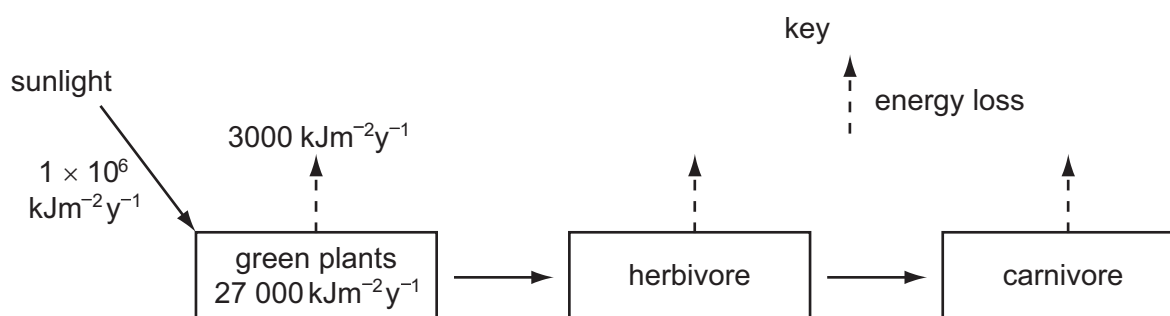 key
sunlight
energy loss
3000 kJm⁻²y⁻¹
1 × 10⁶
kJm⁻²y⁻¹
green plants
27 000 kJm⁻²y⁻¹
herbivore
carnivore